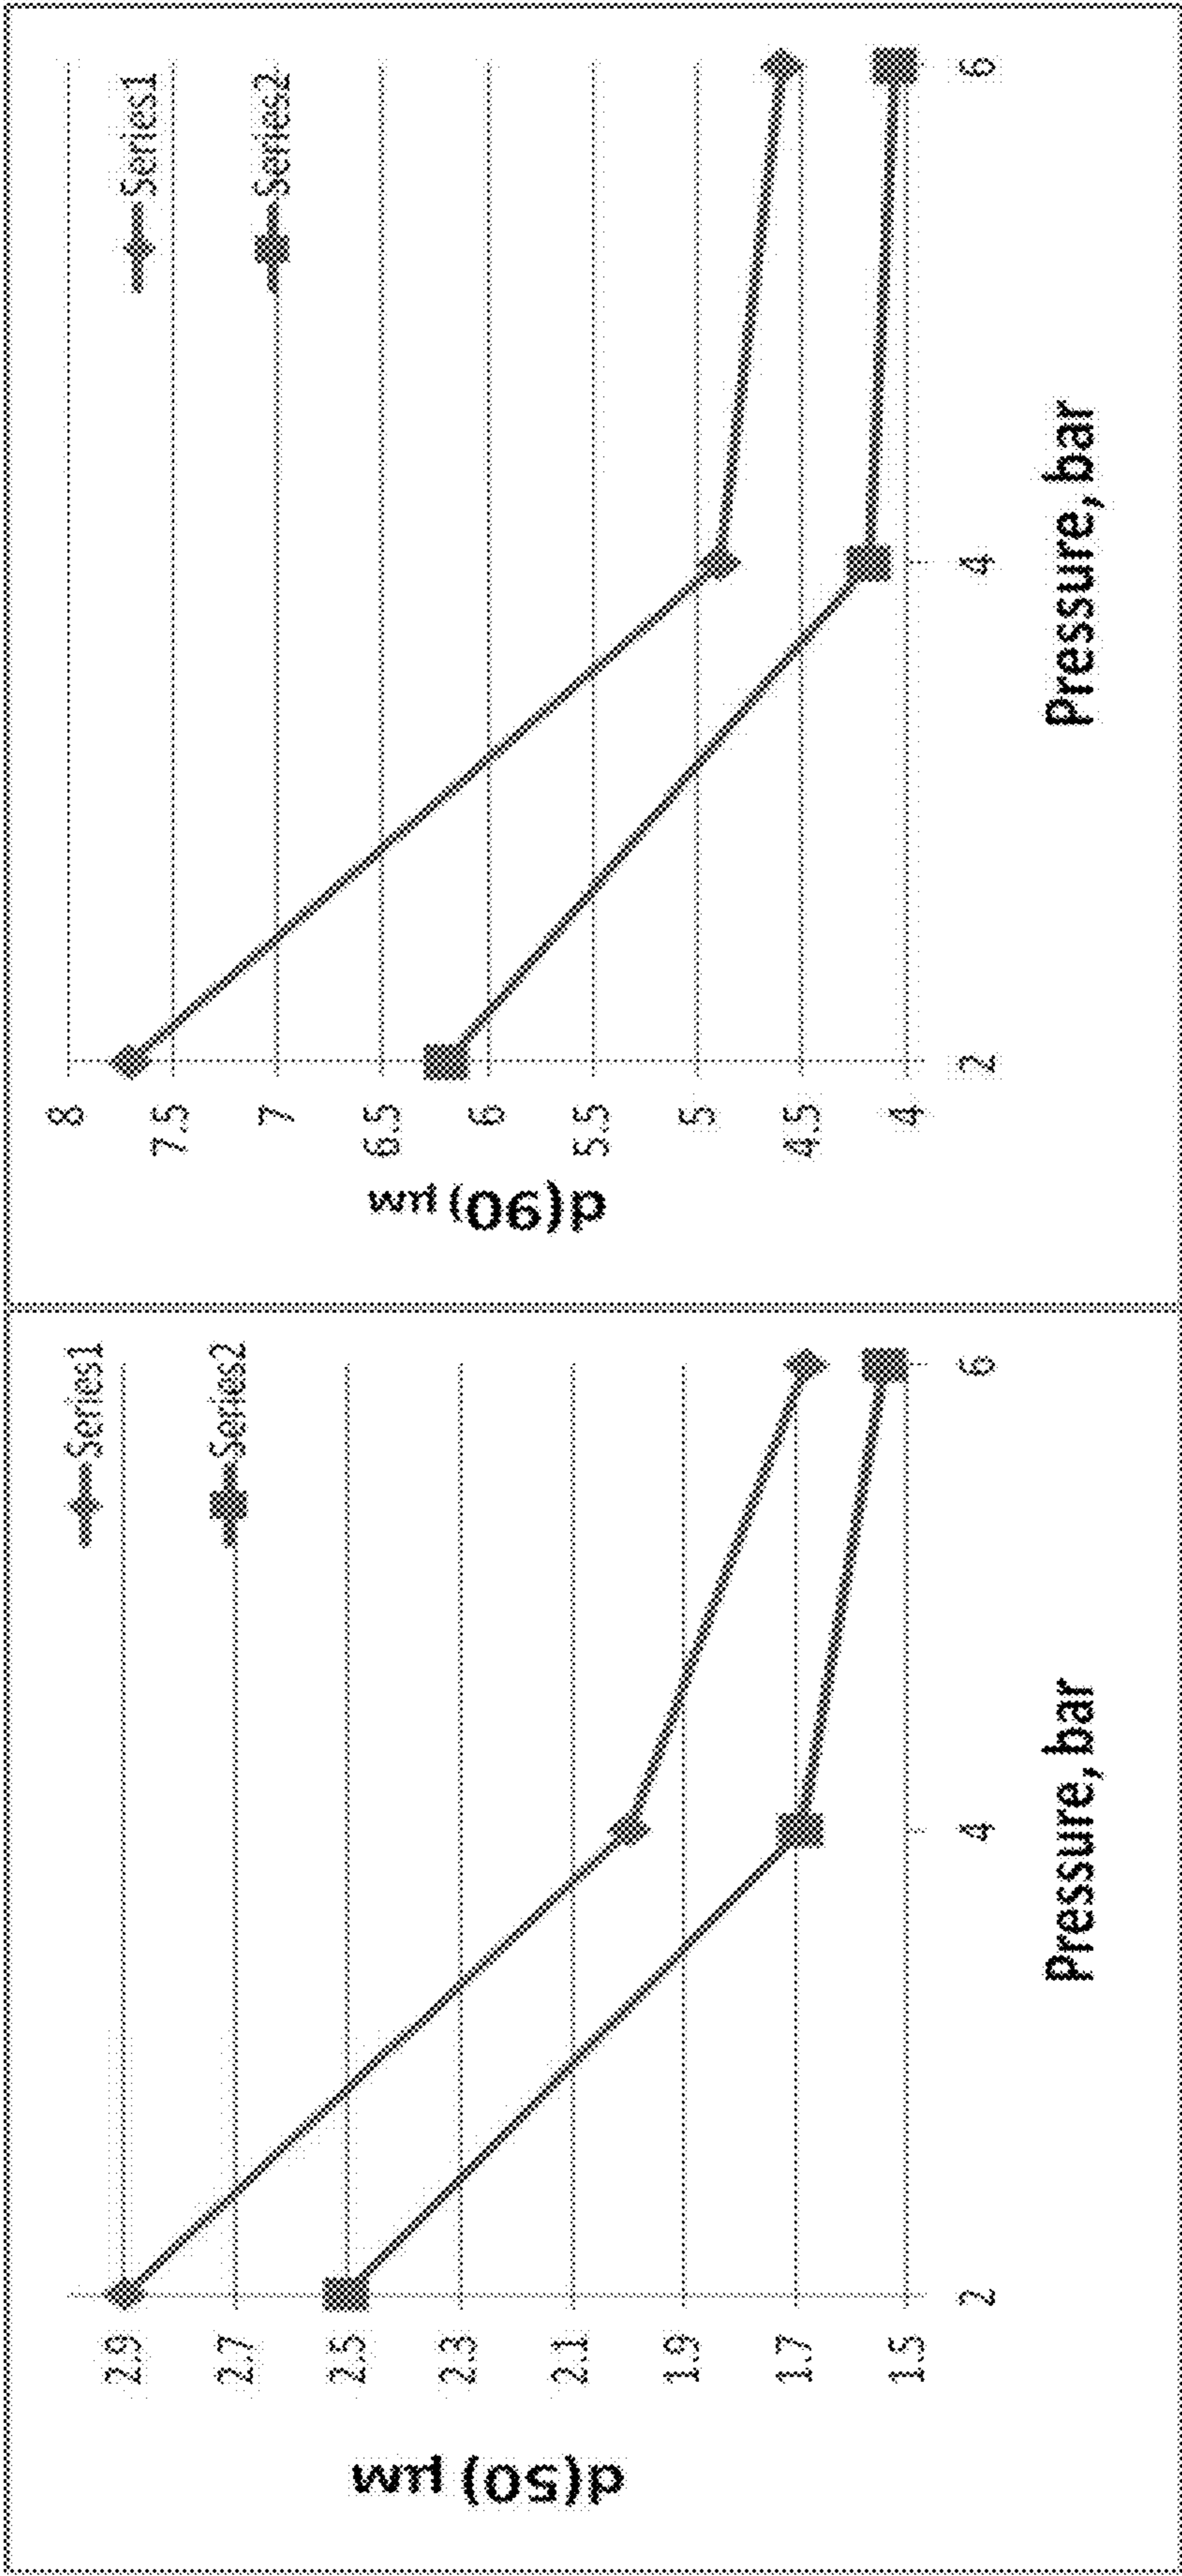 Series1
Series2
2.9
2.7
2.5
2.3
2.1
1.9
1.7
1.5
d(50) µm
2
4
6
Pressure, bar
Series1
Series2
8
7.5
7
6.5
6
5.5
5
4.5
4
d(90) µm
2
4
6
Pressure, bar